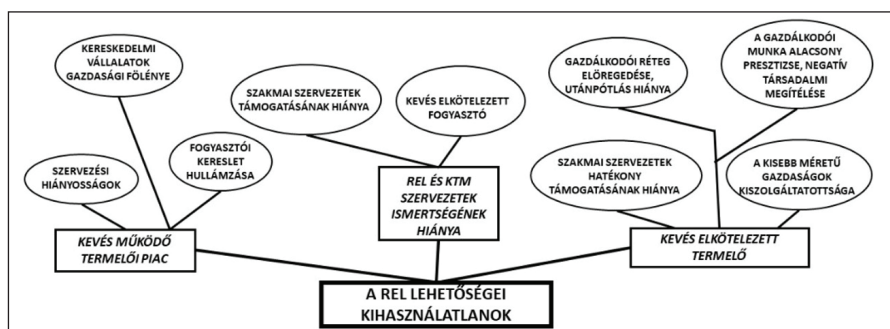 KERESKEDELMI
VÁLLALATOK
GAZDASÁGI FÖLÉNYE
SZERVEZÉSI
HIÁNYOSSÁGOK
FOGYASZTÓI
KERESLET
HULLÁMZÁSA
KEVÉS MŰKÖDŐ
TERMELŐI PIAC
SZAKMAI SZERVEZETEK
TÁMOGATÁSÁNAK HIÁNYA
KEVÉS ELKÖTELEZETT
FOGYASZTÓ
REL ÉS KTM
SZERVEZETEK
ISMERTSÉGÉNEK
HIÁNYA
GAZDÁLKODÓI RÉTEG
ELÖREGEDÉSE,
UTÁNPÓTLÁS HIÁNYA
A GAZDÁLKODÓI
MUNKA ALACSONY
PRESZTIZSE, NEGATÍV
TÁRSADALMI
MEGÍTÉLÉSE
SZAKMAI SZERVEZETEK
HATÉKONY
TÁMOGATÁSÁNAK HIÁNYA
A KISEBB MÉRETŰ
GAZDASÁGOK
KISZOLGÁLTATOTTSÁGA
KEVÉS ELKÖTELEZETT
TERMELŐ
A REL LEHETŐSÉGEI
KIHASZNÁLATLANOK